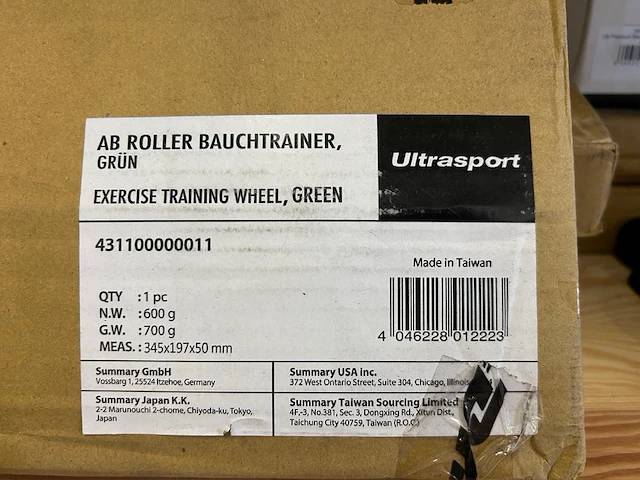 AB ROLLER BAUCHTRAINER,
GRÜN
EXERCISE TRAINING WHEEL, GREEN
Ultrasport
431100000011
Made in Taiwan
QTY : 1 pc
N.W. : 600 g
G.W. : 700 g
MEAS. : 345x197x50 mm
4 046228 012223
Summary GmbH
Vossbarg 1, 25524 Itzehoe, Germany
Summary USA inc.
372 West Ontario Street, Suite 304, Chicago, Illinois
Summary Japan K.K.
2-2 Marunouchi 2-chome, Chiyoda-ku, Tokyo,
Japan
Summary Taiwan Sourcing Limited
4F.-3, No.381, Sec. 3, Dongxing Rd., Xitun Dist.,
Taichung City 40759, Taiwan (R.O.C.)